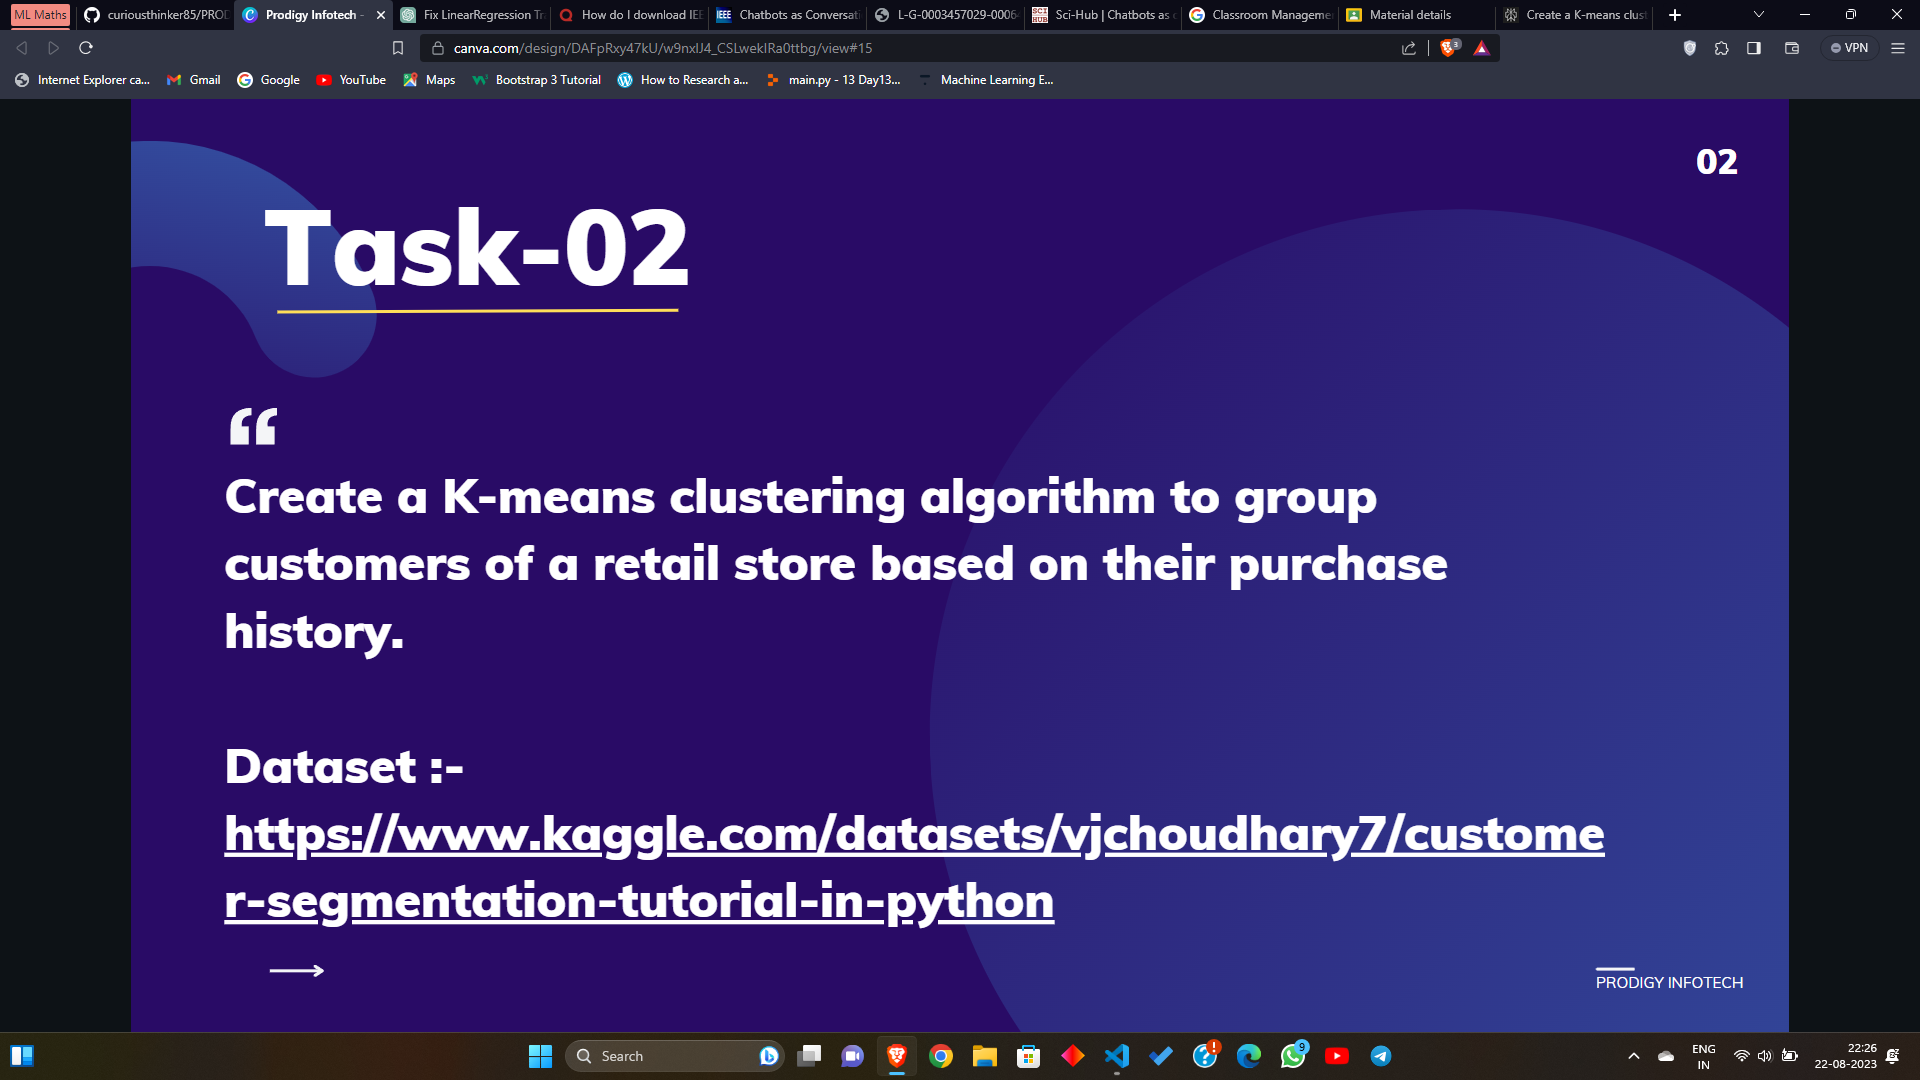 ML Maths
curiousthinker85/PROD
Prodigy Infotech -
Fix LinearRegression Tr
How do I download IEE
Chatbots as Conversati
L-G-0003457029-0006
Sci-Hub | Chatbots as c
Classroom Manageme
Material details
Create a K-means clust
canva.com/design/DAFpRxy47kU/w9nxIJ4_CSLwekIRa0ttbg/view#15
3
VPN
Internet Explorer ca...
Gmail
Google
YouTube
Maps
Bootstrap 3 Tutorial
How to Research a...
main.py - 13 Day13...
Machine Learning E...
02
Task-02
“
Create a K-means clustering algorithm to group
customers of a retail store based on their purchase
history.
Dataset :-
https://www.kaggle.com/datasets/vjchoudhary7/custome
r-segmentation-tutorial-in-python
PRODIGY INFOTECH
Search
9
ENG
IN
22:26
22-08-2023